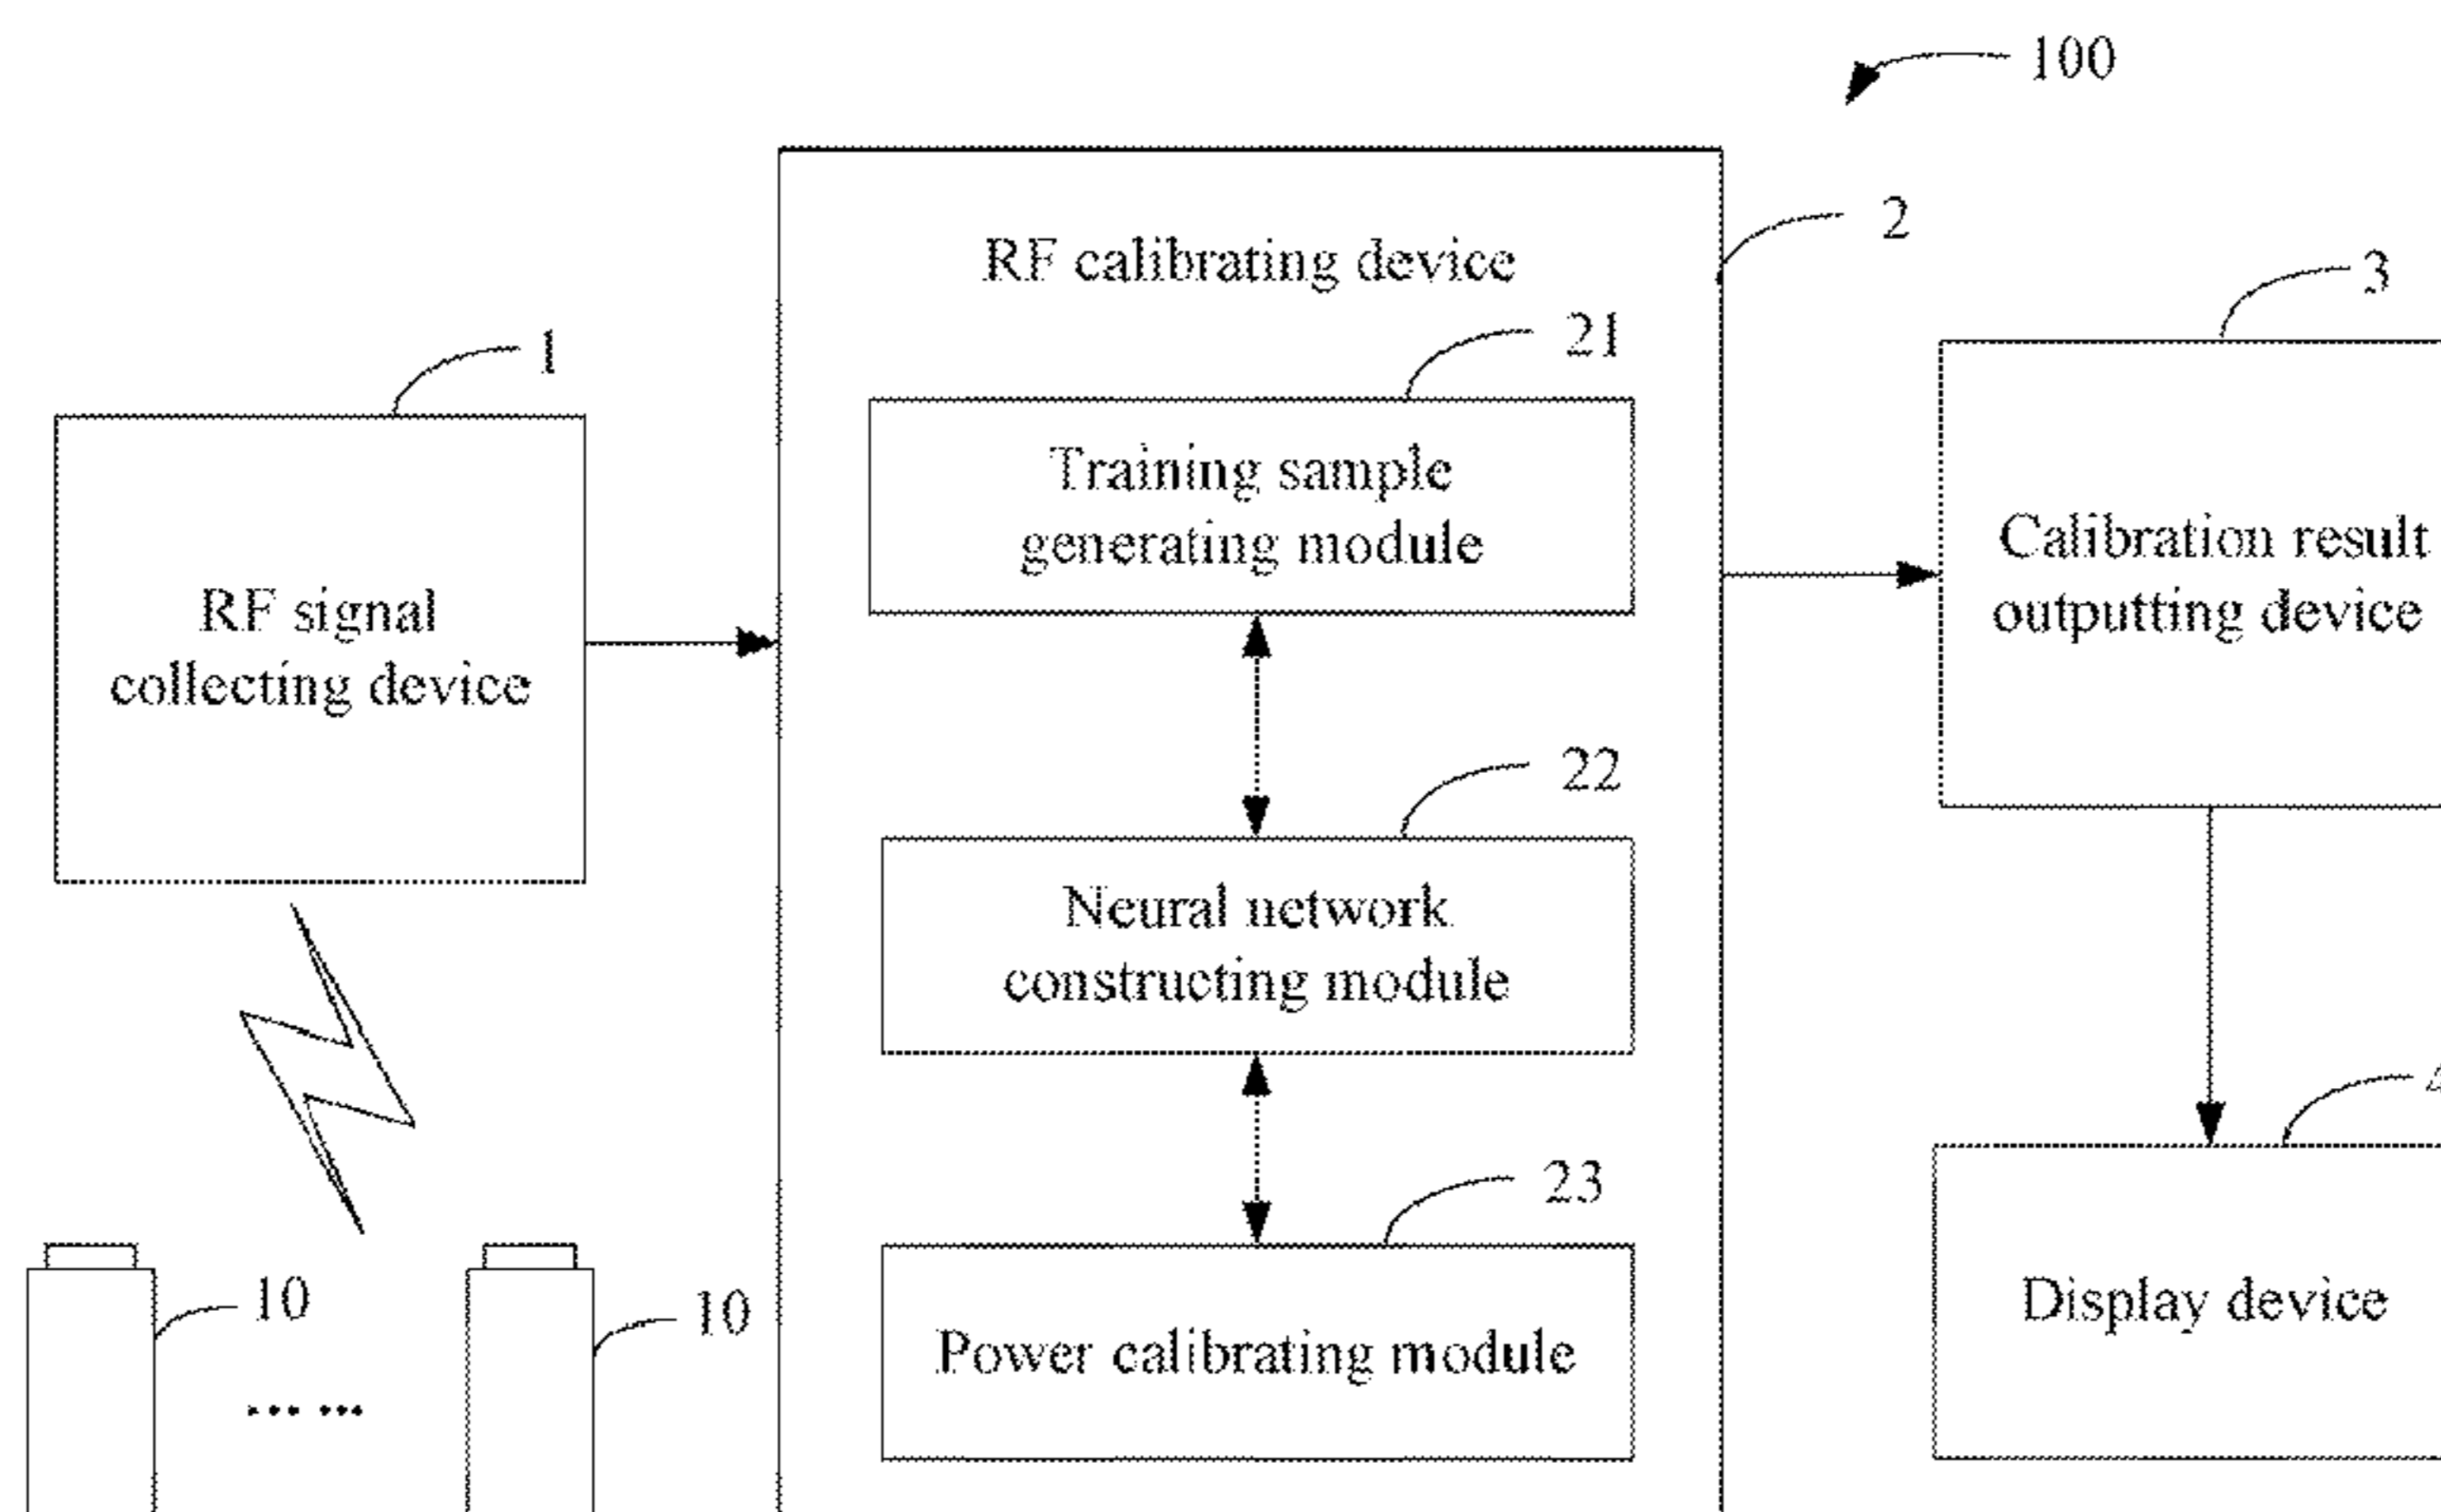 100
2
RF calibrating device
3
21
1
Training sample
generating module
Calibration result
outputting device
RF signal
collecting device
22
Neural network
constructing module
4
23
10
10
Display device
Power calibrating module